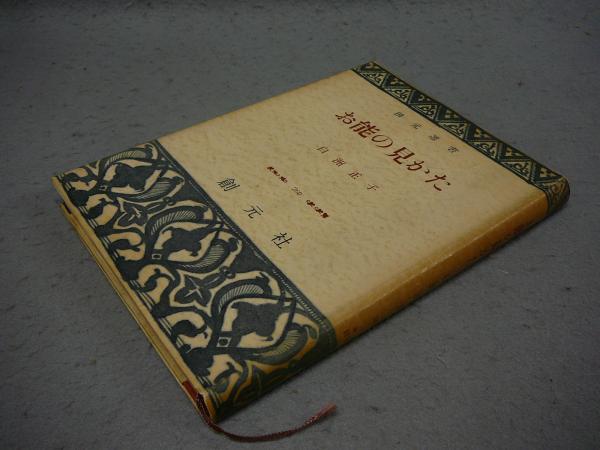 創元選書
お能の見かた
白洲正子
創元社